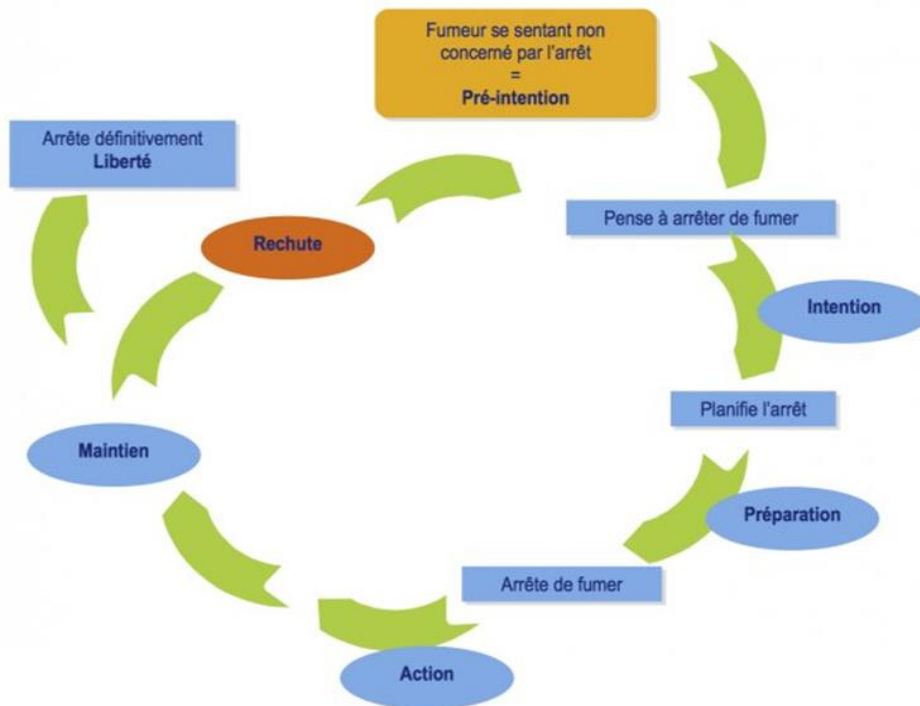 Fumeur se sentant non
concerné par l'arrêt
=
Pré-intention
Arrête définitivement
Liberté
Pense à arrêter de fumer
Rechute
Intention
Planifie l'arrêt
Maintien
Préparation
Arrête de fumer
Action